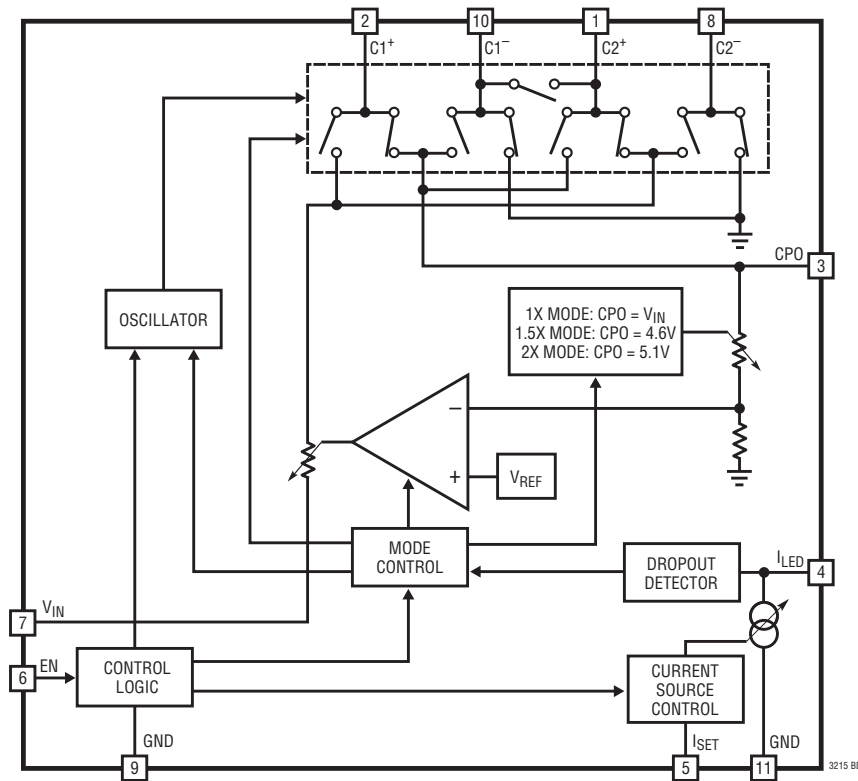 2
10
1
8
C1⁺
C1⁻
C2⁺
C2⁻
CPO
3
OSCILLATOR
1X MODE: CPO = VIN
1.5X MODE: CPO = 4.6V
2X MODE: CPO = 5.1V
–
+
VREF
MODE
CONTROL
DROPOUT
DETECTOR
ILED
4
7
VIN
6
EN
CONTROL
LOGIC
CURRENT
SOURCE
CONTROL
GND
ISET
GND
9
5
11